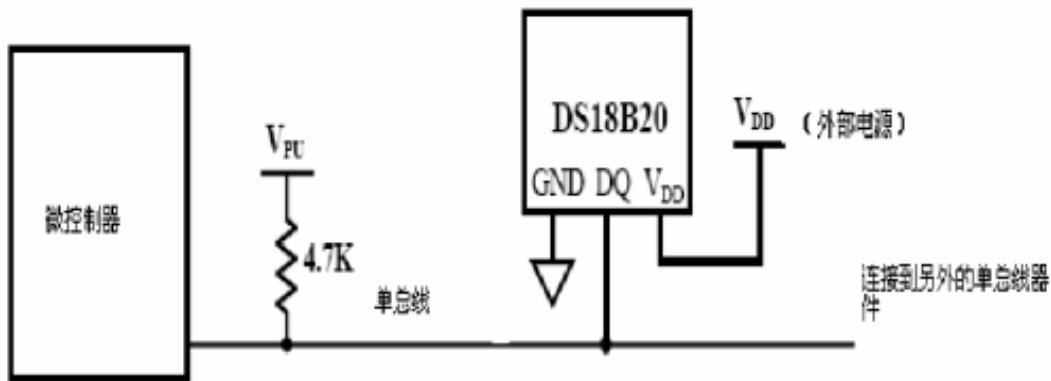 微控制器
V_PU
4.7K
单总线
DS18B20
GND DQ V_DD
V_DD （外部电源）
连接到另外的单总线器
件